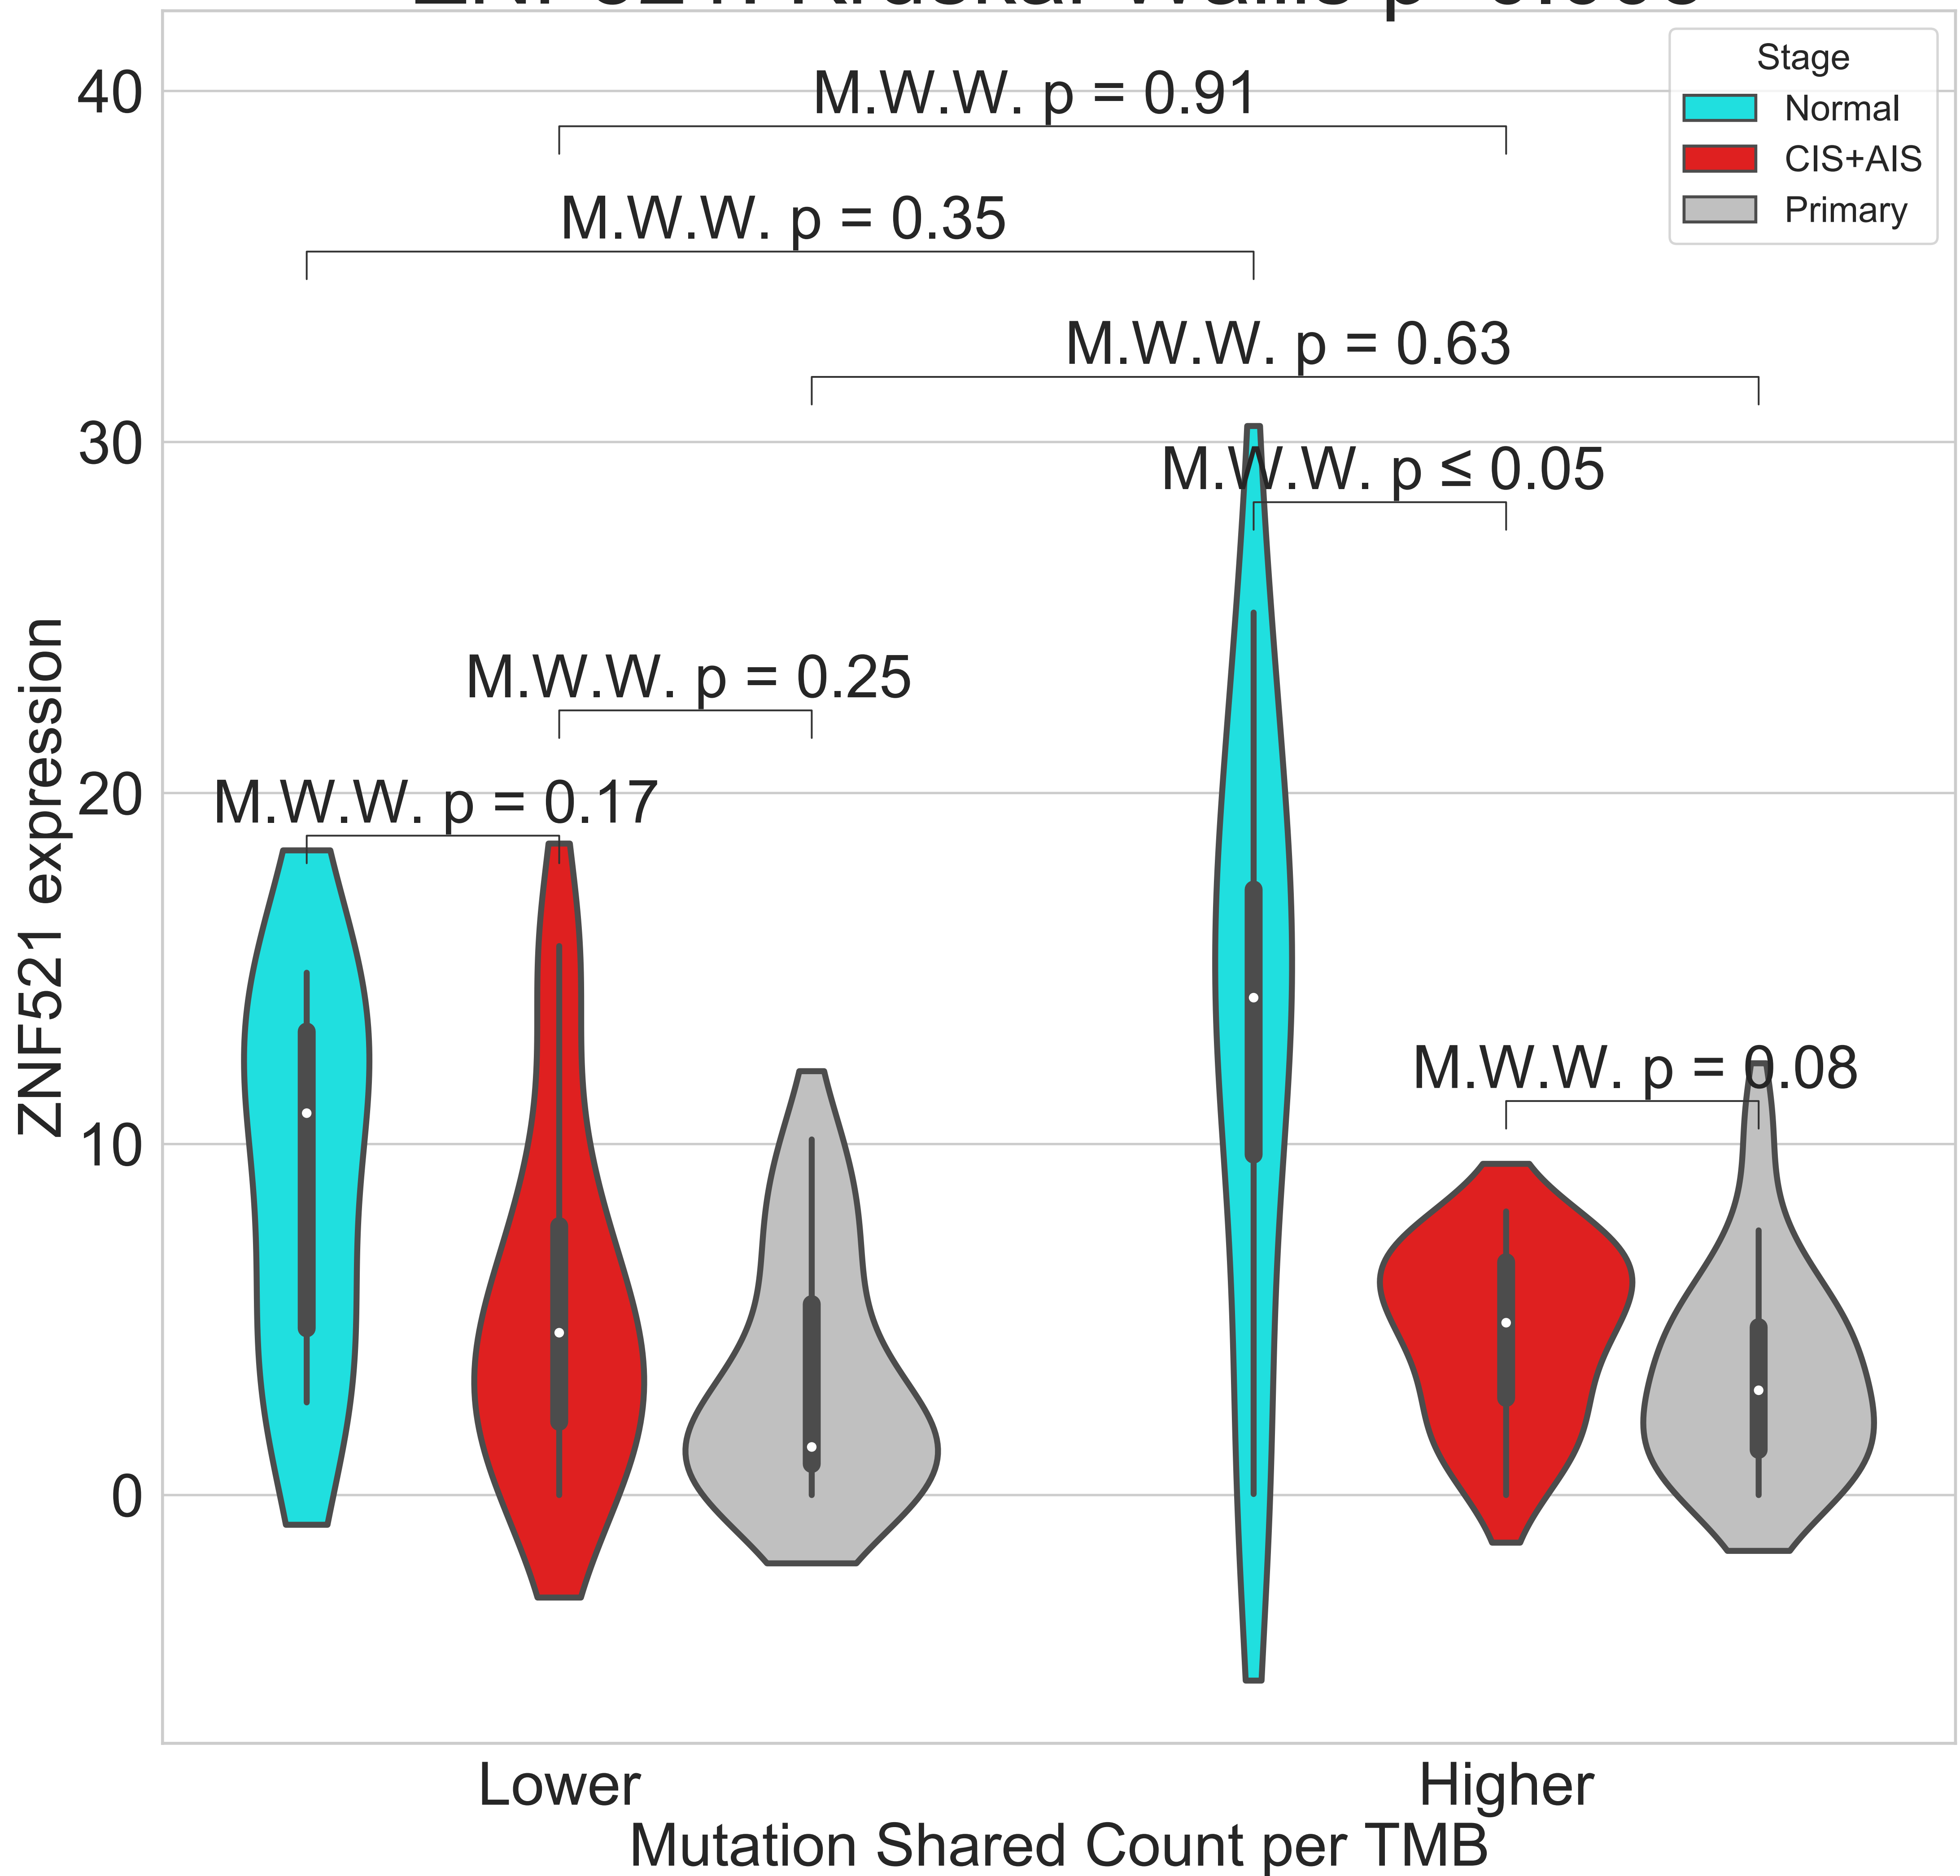 M.W.W. p = 0.91
M.W.W. p = 0.35
M.W.W. p = 0.63
M.W.W. p ≤ 0.05
M.W.W. p = 0.25
M.W.W. p = 0.17
M.W.W. p = 0.08
Stage
Normal
CIS+AIS
Primary
40
30
20
10
0
ZNF521 expression
Lower
Higher
Mutation Shared Count per TMB